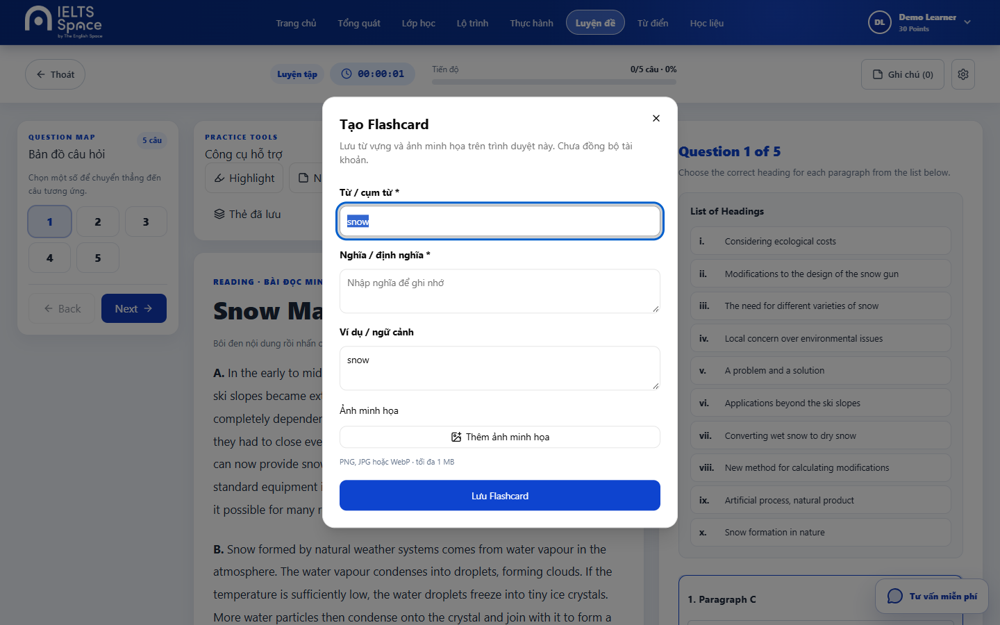 IELTS
Space
by The English Space
Trang chủ
Tổng quát
Lớp học
Lộ trình
Thực hành
Luyện đề
Từ điển
Học liệu
DL
Demo Learner
30 Points
Thoát
Luyện tập
00:00:01
Tiến độ
0/5 câu · 0%
Ghi chú (0)
QUESTION MAP
5 câu
Bản đồ câu hỏi
Chọn một số để chuyển thẳng đến
câu tương ứng.
1
2
3
4
5
Back
Next
PRACTICE TOOLS
Công cụ hỗ trợ
Highlight
N
Thẻ đã lưu
READING · BÀI ĐỌC MIN
Snow Ma
Bôi đen nội dung rồi nhấn
A. In the early to mid
ski slopes became
completely
they had to close
can now provide
standard equipment
it possible for many
B. Snow formed by natural weather systems comes from water vapour in the
atmosphere. The water vapour condenses into droplets, forming clouds. If the
temperature is sufficiently low, the water droplets freeze into tiny ice crystals.
More water particles then condense onto the crystal and join with it to form a
Tạo Flashcard
Lưu từ vựng và ảnh minh họa trên trình duyệt này. Chưa đồng bộ tài
khoản.
Từ / cụm từ *
snow
Nghĩa / định nghĩa *
Nhập nghĩa để ghi nhớ
Ví dụ / ngữ cảnh
snow
Ảnh minh họa
Thêm ảnh minh họa
PNG, JPG hoặc WebP · tối đa 1 MB
Lưu Flashcard
Question 1 of 5
Choose the correct heading for each paragraph from the list below.
List of Headings
i. Considering ecological costs
ii. Modifications to the design of the snow gun
iii. The need for different varieties of snow
iv. Local concern over environmental issues
v. A problem and a solution
vi. Applications beyond the ski slopes
vii. Converting wet snow to dry snow
viii. New method for calculating modifications
ix. Artificial process, natural product
x. Snow formation in nature
1. Paragraph C
Tư vấn miễn phí